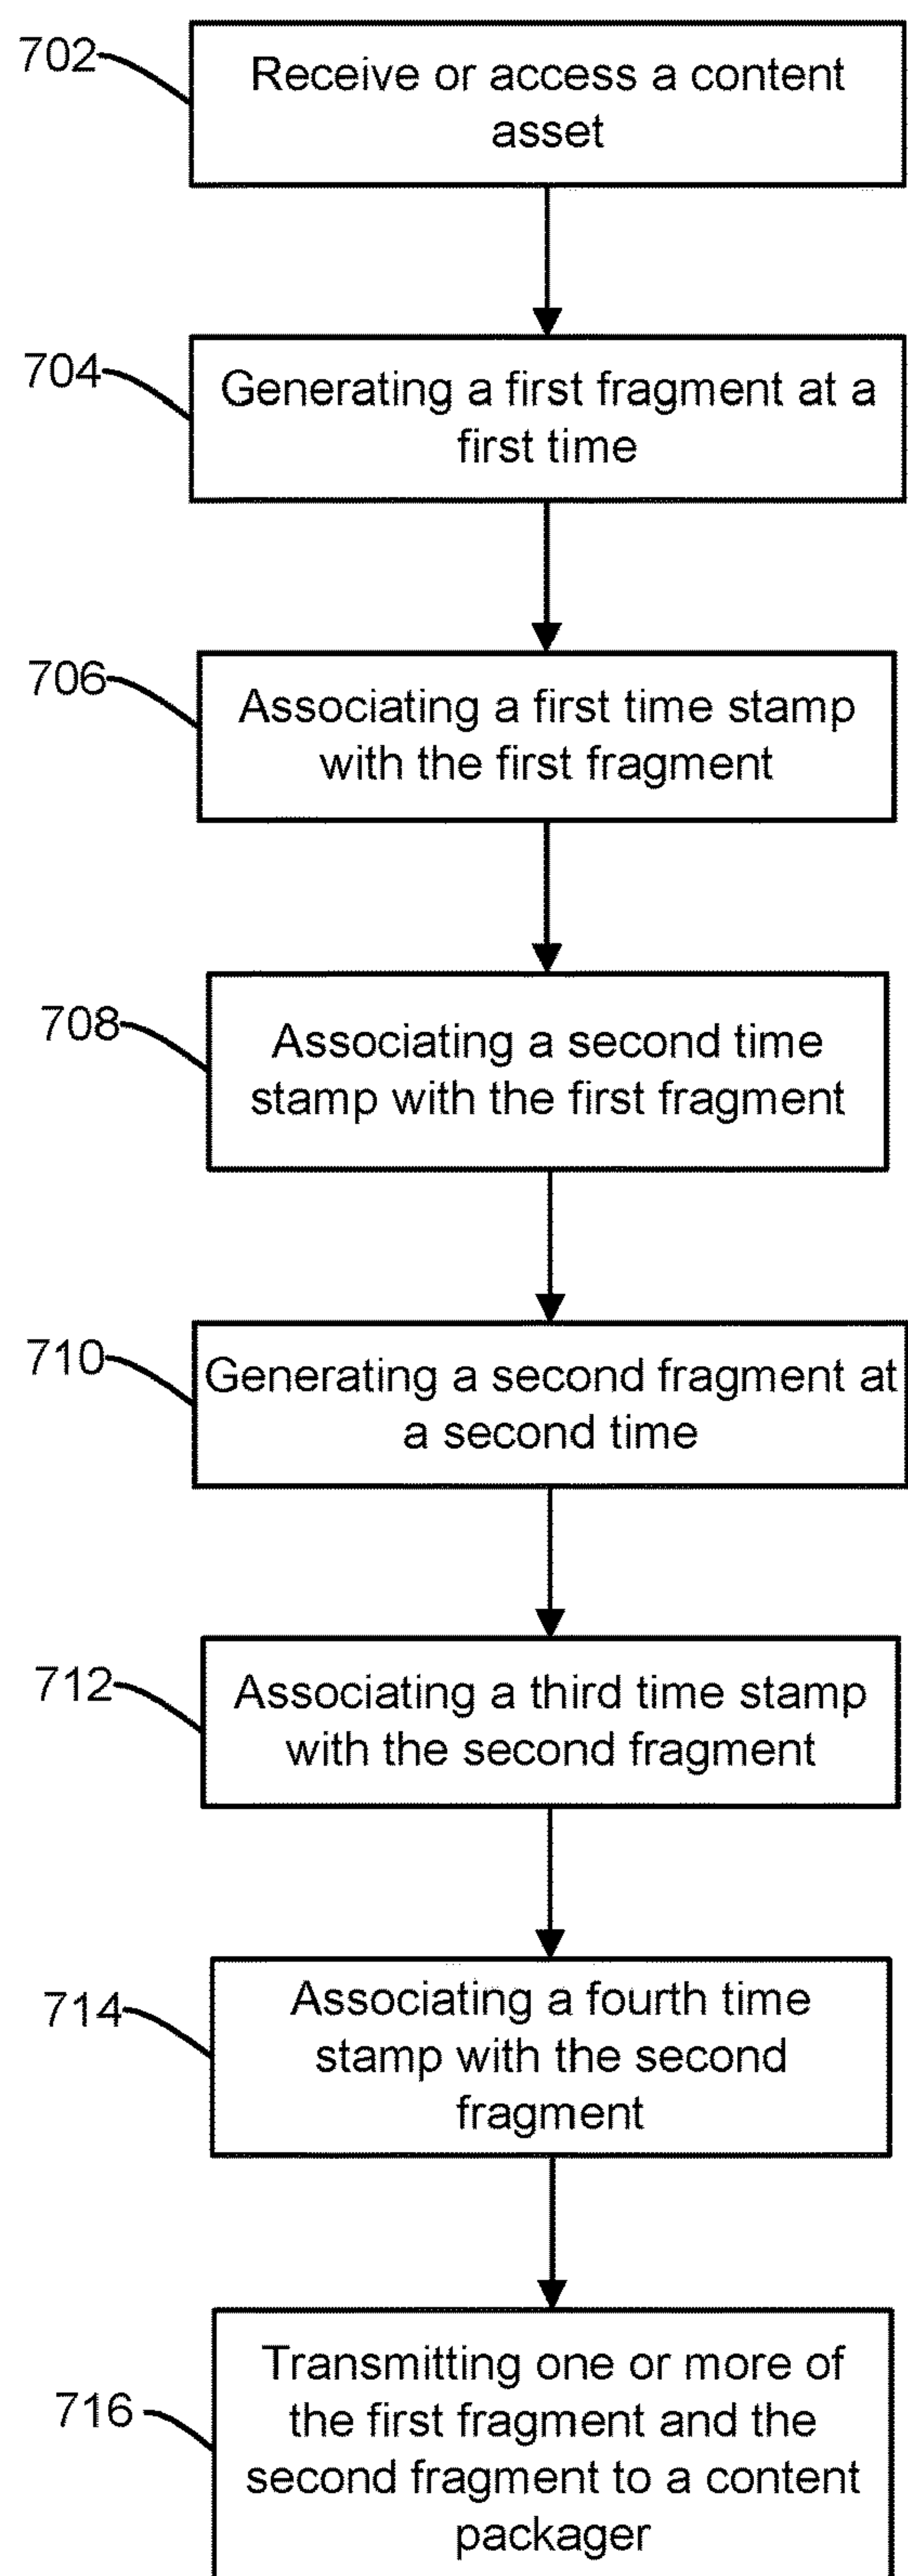 702
Receive or access a content
asset
704
Generating a first fragment at a
first time
706
Associating a first time stamp
with the first fragment
708
Associating a second time
stamp with the first fragment
710
Generating a second fragment at
a second time
712
Associating a third time stamp
with the second fragment
714
Associating a fourth time
stamp with the second
fragment
716
Transmitting one or more of
the first fragment and the
second fragment to a content
packager